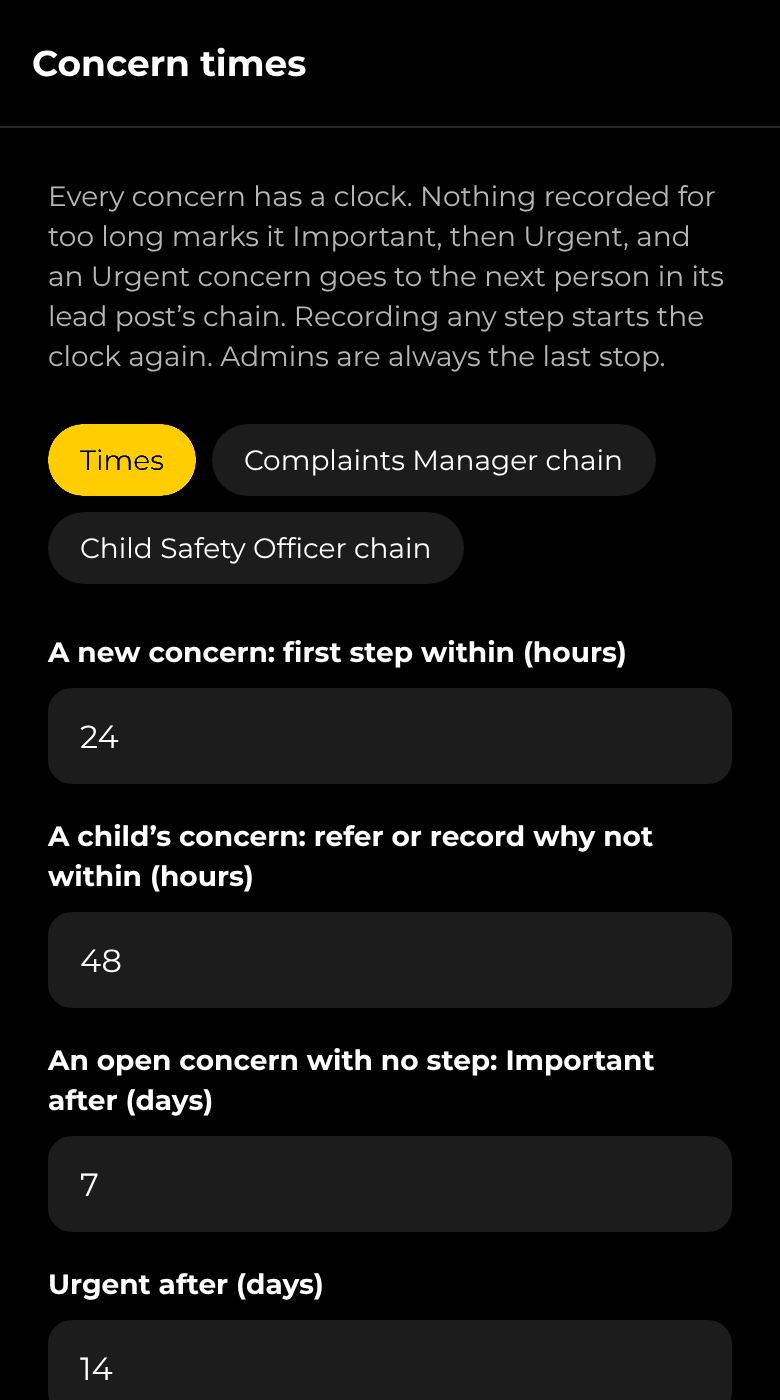 Concern times
Every concern has a clock. Nothing recorded for
too long marks it Important, then Urgent, and
an Urgent concern goes to the next person in its
lead post’s chain. Recording any step starts the
clock again. Admins are always the last stop.
Times
Complaints Manager chain
Child Safety Officer chain
A new concern: first step within (hours)
24
A child’s concern: refer or record why not
within (hours)
48
An open concern with no step: Important
after (days)
7
Urgent after (days)
14